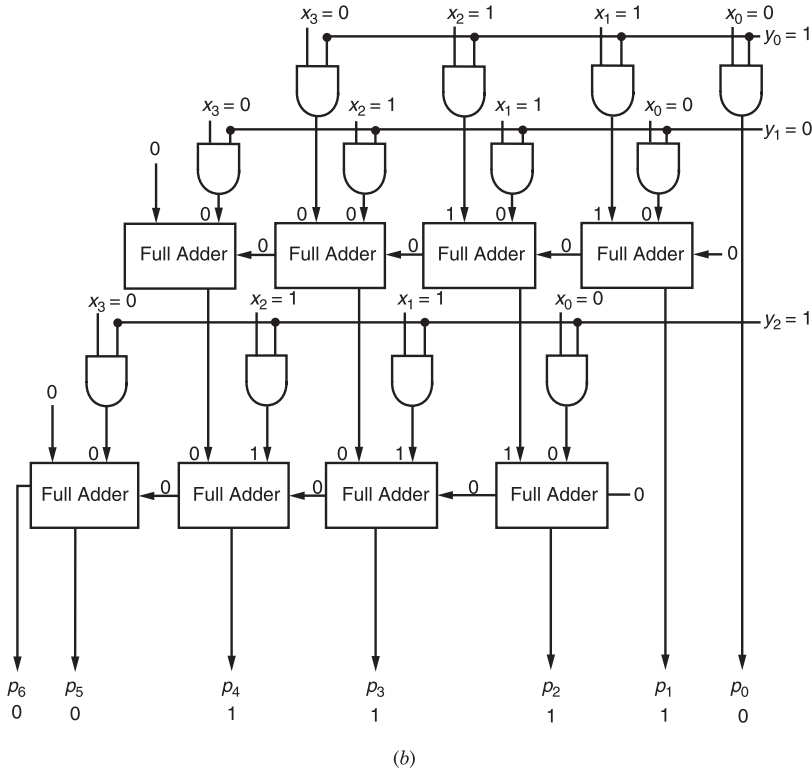 x3 = 0 x2 = 1 x1 = 1 x0 = 0
y0 = 1
x3 = 0 x2 = 1 x1 = 1 x0 = 0
y1 = 0
0
0 0 0 1 0 1 0
Full Adder 0 Full Adder 0 Full Adder 0 Full Adder 0
x3 = 0 x2 = 1 x1 = 1 x0 = 0
y2 = 1
0
0 0 1 0 1 1 0
Full Adder 0 Full Adder 0 Full Adder 0 Full Adder 0
p6 p5 p4 p3 p2 p1 p0
0 0 1 1 1 1 0
(b)